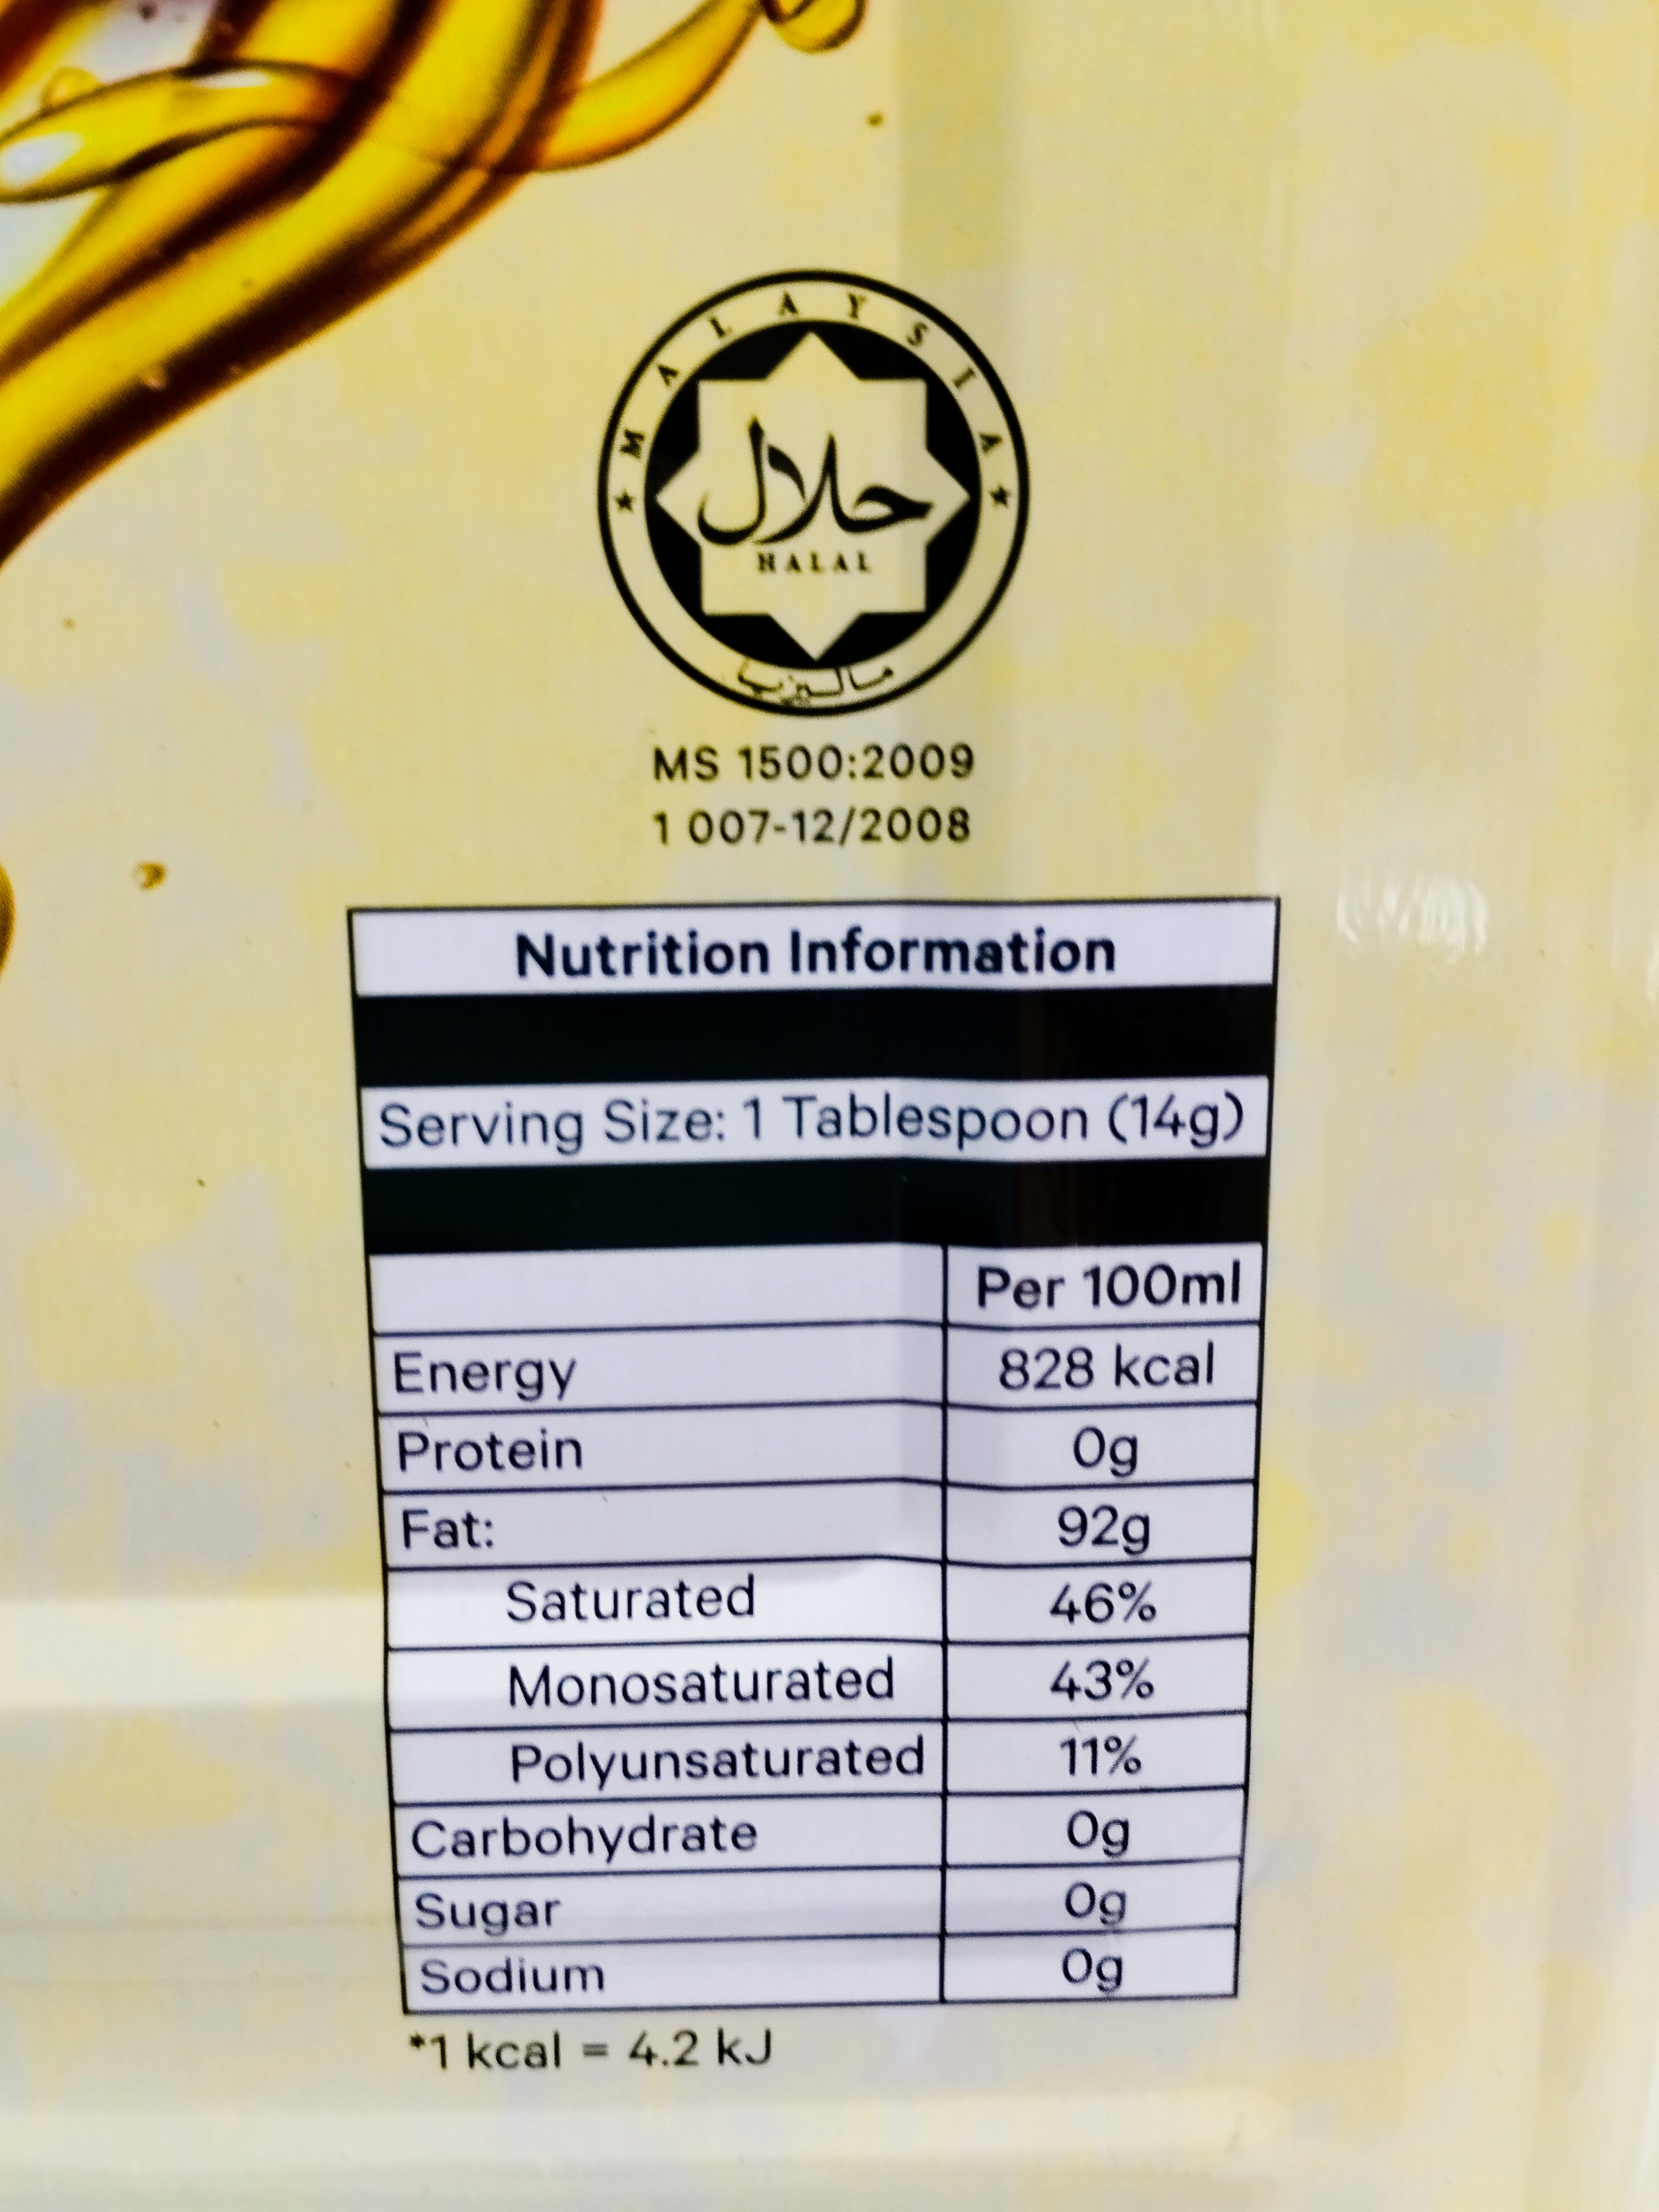 MALAYSIA
حلال
HALAL
ماليزيا
MS 1500:2009
1 007-12/2008
Nutrition Information
Serving Size: 1 Tablespoon (14g)
Per 100ml
Energy 828 kcal
Protein 0g
Fat: 92g
Saturated 46%
Monosaturated 43%
Polyunsaturated 11%
Carbohydrate 0g
Sugar 0g
Sodium 0g
*1 kcal = 4.2 kJ